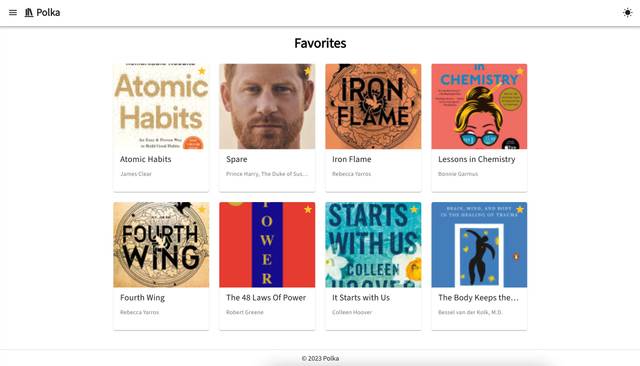 Polka
Favorites
Atomic
Habits
An Easy & Proven Way
to Build Good Habits
Atomic Habits
James Clear
Spare
Prince Harry, The Duke of Sus...
IRON
FLAME
Iron Flame
Rebecca Yarros
IN
CHEMISTRY
Lessons in Chemistry
Bonnie Garmus
FOURTH
WING
Fourth Wing
Rebecca Yarros
POWER
The 48 Laws Of Power
Robert Greene
STARTS
WITH US
COLLEEN
HOOVER
It Starts with Us
Colleen Hoover
BRAIN, MIND, AND BODY
IN THE HEALING OF TRAUMA
The Body Keeps the...
Bessel van der Kolk, M.D.
© 2023 Polka